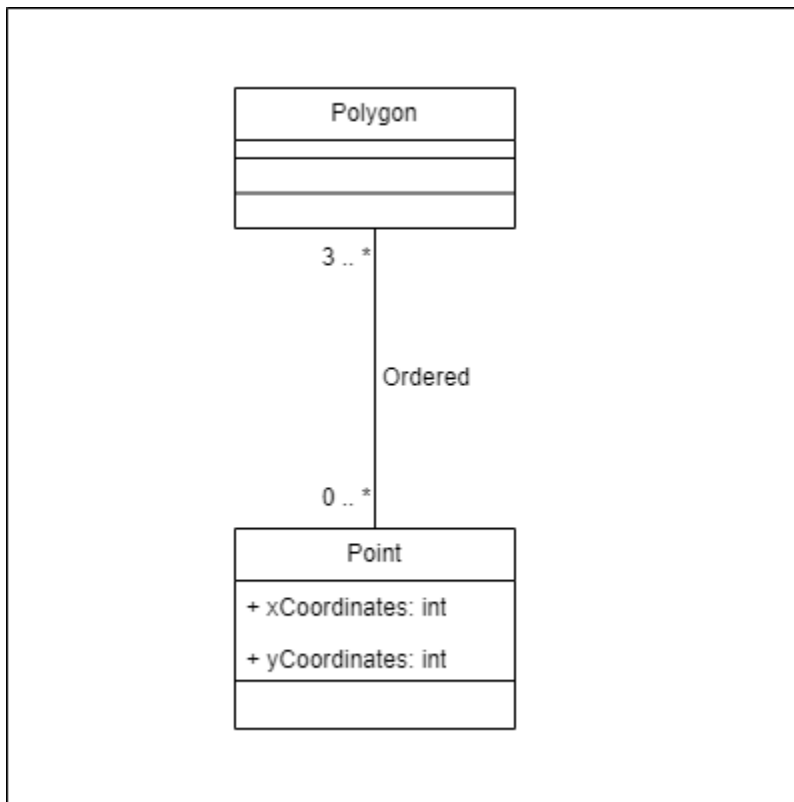 Polygon
3 .. *
Ordered
0 .. *
Point
+ xCoordinates: int
+ yCoordinates: int